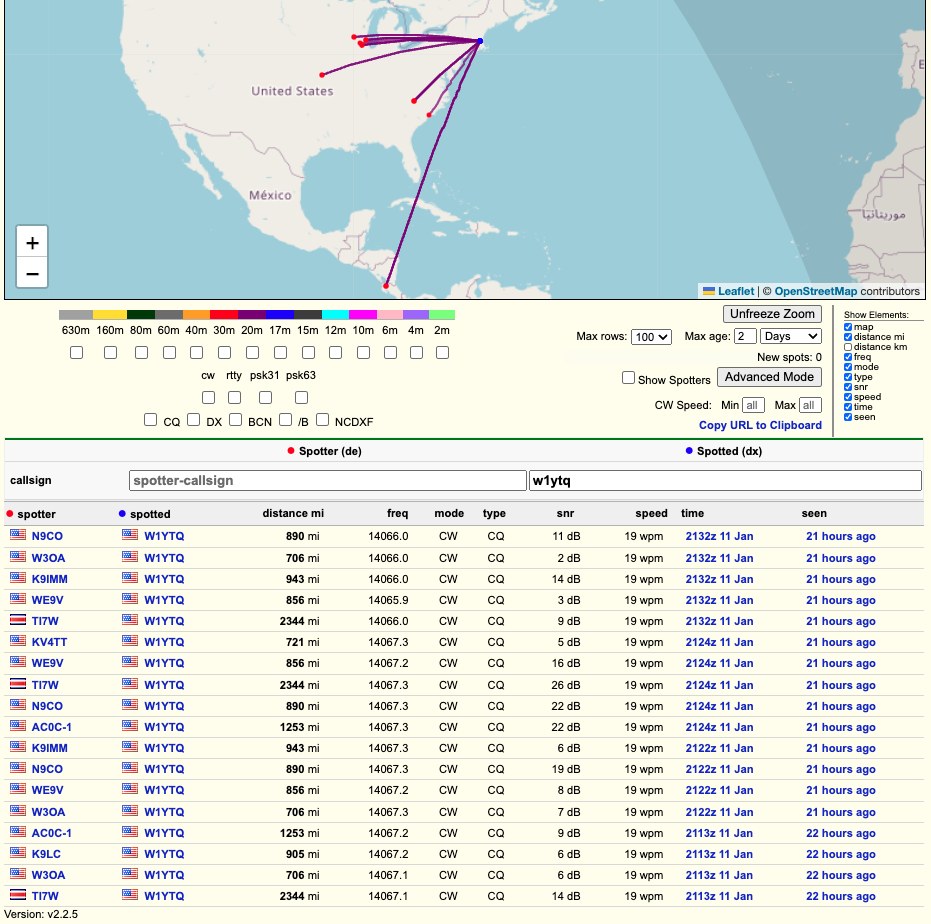 United States
México
موريتانيا
E
+
−
Leaflet | © OpenStreetMap contributors
630m 160m 80m 60m 40m 30m 20m 17m 15m 12m 10m 6m 4m 2m
cw rtty psk31 psk63
CQ DX BCN /B NCDXF
Unfreeze Zoom
Max rows: 100 Max age: 2 Days
New spots: 0
Show Spotters Advanced Mode
CW Speed: Min all Max all
Copy URL to Clipboard
Show Elements:
map
distance mi
distance km
freq
mode
type
snr
speed
time
seen
Spotter (de) Spotted (dx)
callsign spotter-callsign w1ytq
spotter spotted distance mi freq mode type snr speed time seen
N9CO W1YTQ 890 mi 14066.0 CW CQ 11 dB 19 wpm 2132z 11 Jan 21 hours ago
W3OA W1YTQ 706 mi 14066.0 CW CQ 2 dB 19 wpm 2132z 11 Jan 21 hours ago
K9IMM W1YTQ 943 mi 14066.0 CW CQ 14 dB 19 wpm 2132z 11 Jan 21 hours ago
WE9V W1YTQ 856 mi 14065.9 CW CQ 3 dB 19 wpm 2132z 11 Jan 21 hours ago
TI7W W1YTQ 2344 mi 14066.0 CW CQ 9 dB 19 wpm 2132z 11 Jan 21 hours ago
KV4TT W1YTQ 721 mi 14067.3 CW CQ 5 dB 19 wpm 2124z 11 Jan 21 hours ago
WE9V W1YTQ 856 mi 14067.2 CW CQ 16 dB 19 wpm 2124z 11 Jan 21 hours ago
TI7W W1YTQ 2344 mi 14067.3 CW CQ 26 dB 19 wpm 2124z 11 Jan 21 hours ago
N9CO W1YTQ 890 mi 14067.3 CW CQ 22 dB 19 wpm 2124z 11 Jan 21 hours ago
AC0C-1 W1YTQ 1253 mi 14067.3 CW CQ 22 dB 19 wpm 2124z 11 Jan 21 hours ago
K9IMM W1YTQ 943 mi 14067.3 CW CQ 6 dB 19 wpm 2122z 11 Jan 21 hours ago
N9CO W1YTQ 890 mi 14067.3 CW CQ 19 dB 19 wpm 2122z 11 Jan 21 hours ago
WE9V W1YTQ 856 mi 14067.2 CW CQ 8 dB 19 wpm 2122z 11 Jan 21 hours ago
W3OA W1YTQ 706 mi 14067.3 CW CQ 7 dB 19 wpm 2122z 11 Jan 21 hours ago
AC0C-1 W1YTQ 1253 mi 14067.2 CW CQ 9 dB 19 wpm 2113z 11 Jan 22 hours ago
K9LC W1YTQ 905 mi 14067.2 CW CQ 6 dB 19 wpm 2113z 11 Jan 22 hours ago
W3OA W1YTQ 706 mi 14067.1 CW CQ 6 dB 19 wpm 2113z 11 Jan 22 hours ago
TI7W W1YTQ 2344 mi 14067.1 CW CQ 14 dB 19 wpm 2113z 11 Jan 22 hours ago
Version: v2.2.5